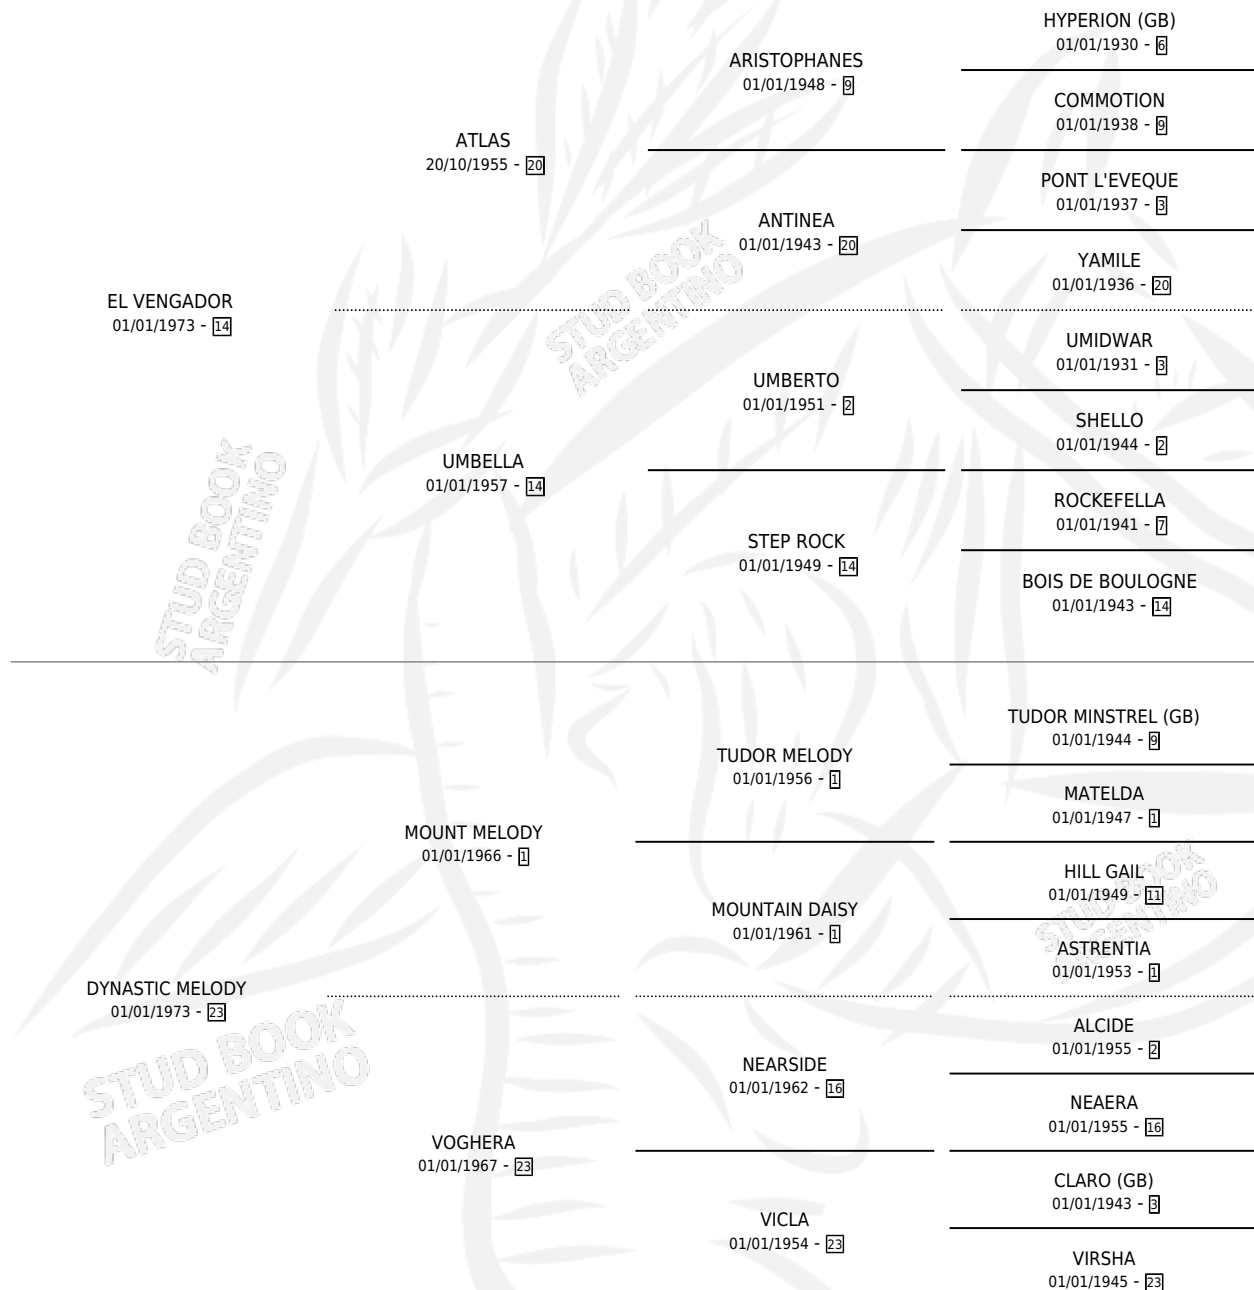 HYPERION (GB)
01/01/1930 - 6
ARISTOPHANES
01/01/1948 - 9
COMMOTION
01/01/1938 - 9
ATLAS
20/10/1955 - 20
PONT L'EVEQUE
01/01/1937 - 3
ANTINEA
01/01/1943 - 20
YAMILE
01/01/1936 - 20
EL VENGADOR
01/01/1973 - 14
STUD BOOK
ARGENTINO
UMIDWAR
01/01/1931 - 3
UMBERTO
01/01/1951 - 2
SHELLO
01/01/1944 - 2
UMBELLA
01/01/1957 - 14
ROCKEFELLA
01/01/1941 - 7
STEP ROCK
01/01/1949 - 14
BOIS DE BOULOGNE
01/01/1943 - 14
STUD BOOK
ARGENTINO
TUDOR MINSTREL (GB)
01/01/1944 - 9
TUDOR MELODY
01/01/1956 - 1
MATELDA
01/01/1947 - 1
MOUNT MELODY
01/01/1966 - 1
HILL GAIL
01/01/1949 - 11
STUD BOOK
ARGENTINO
MOUNTAIN DAISY
01/01/1961 - 1
ASTRENTIA
01/01/1953 - 1
DYNASTIC MELODY
01/01/1973 - 23
STUD BOOK
ARGENTINO
ALCIDE
01/01/1955 - 2
NEARSIDE
01/01/1962 - 16
NEAERA
01/01/1955 - 16
VOGHERA
01/01/1967 - 23
CLARO (GB)
01/01/1943 - 3
VICLA
01/01/1954 - 23
VIRSHA
01/01/1945 - 23